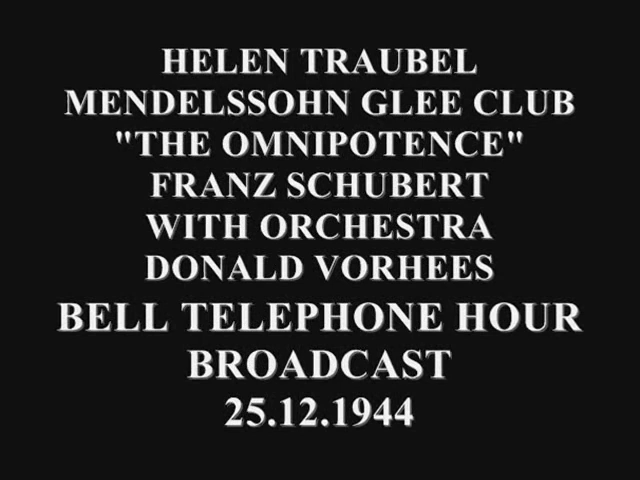 HELEN TRAUBEL
MENDELSSOHN GLEE CLUB
"THE OMNIPOTENCE"
FRANZ SCHUBERT
WITH ORCHESTRA
DONALD VORHEES
BELL TELEPHONE HOUR
BROADCAST
25.12.1944